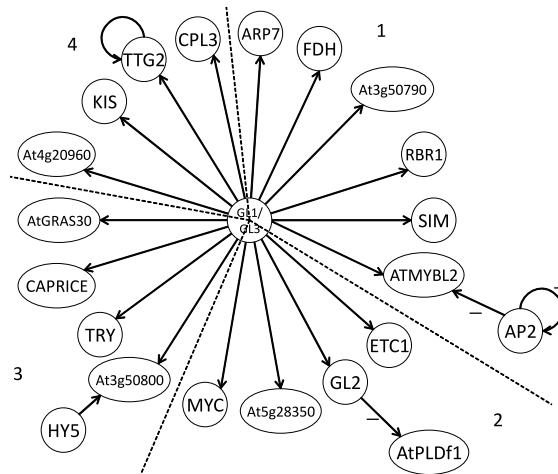 4
CPL3
ARP7
FDH
1
TTG2
KIS
At3g50790
At4g20960
RBR1
GL1/
GL3
AtGRAS30
SIM
CAPRICE
ATMYBL2
–
–
AP2
TRY
ETC1
3
At3g50800
GL2
MYC
At5g28350
2
HY5
–
AtPLDf1